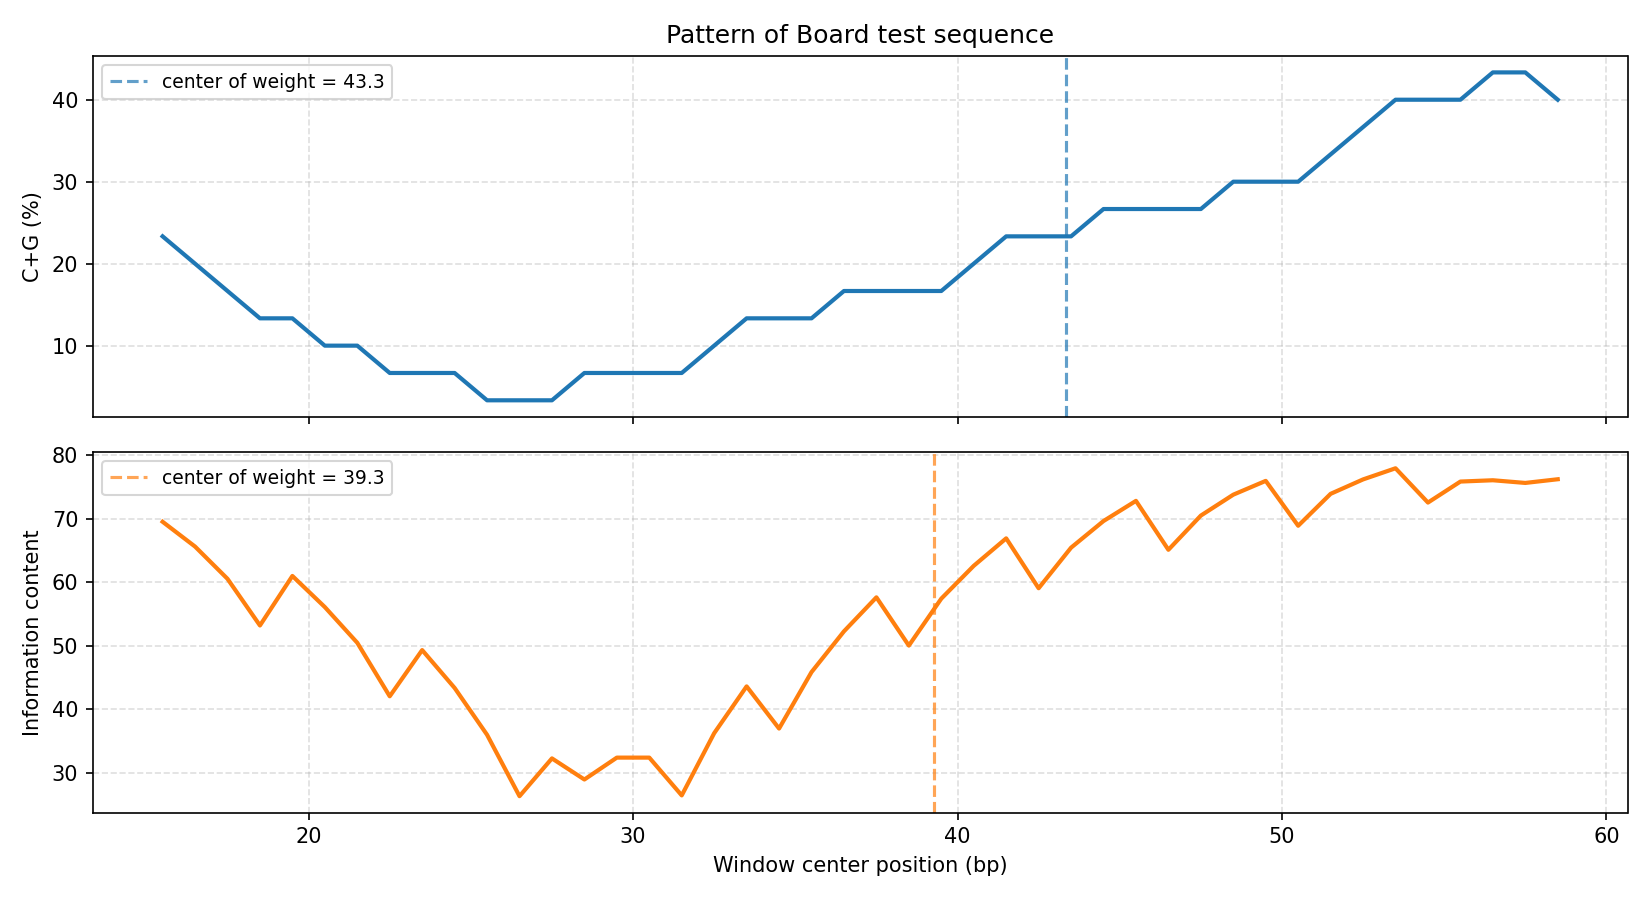 Pattern of Board test sequence
center of weight = 43.3
C+G (%)
40
30
20
10
center of weight = 39.3
Information content
80
70
60
50
40
30
20 30 40 50 60
Window center position (bp)